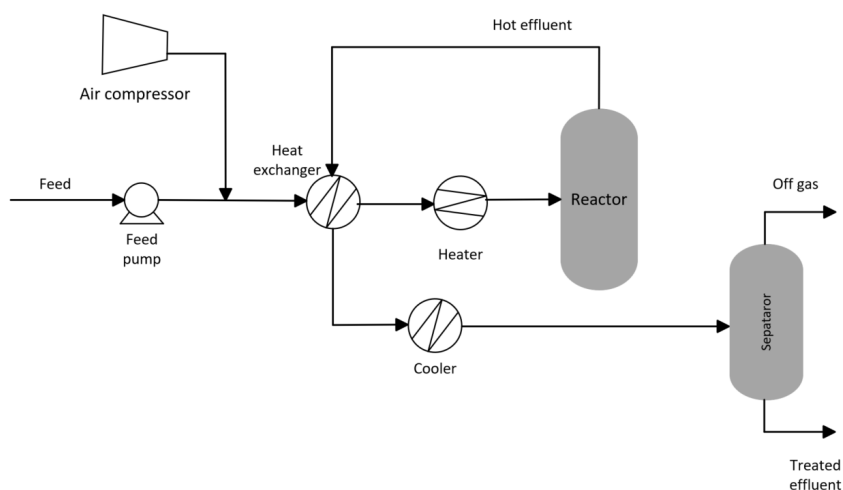 Hot effluent
Air compressor
Heat
exchanger
Feed
Reactor
Off gas
Feed
pump
Heater
Sepataror
Cooler
Treated
effluent